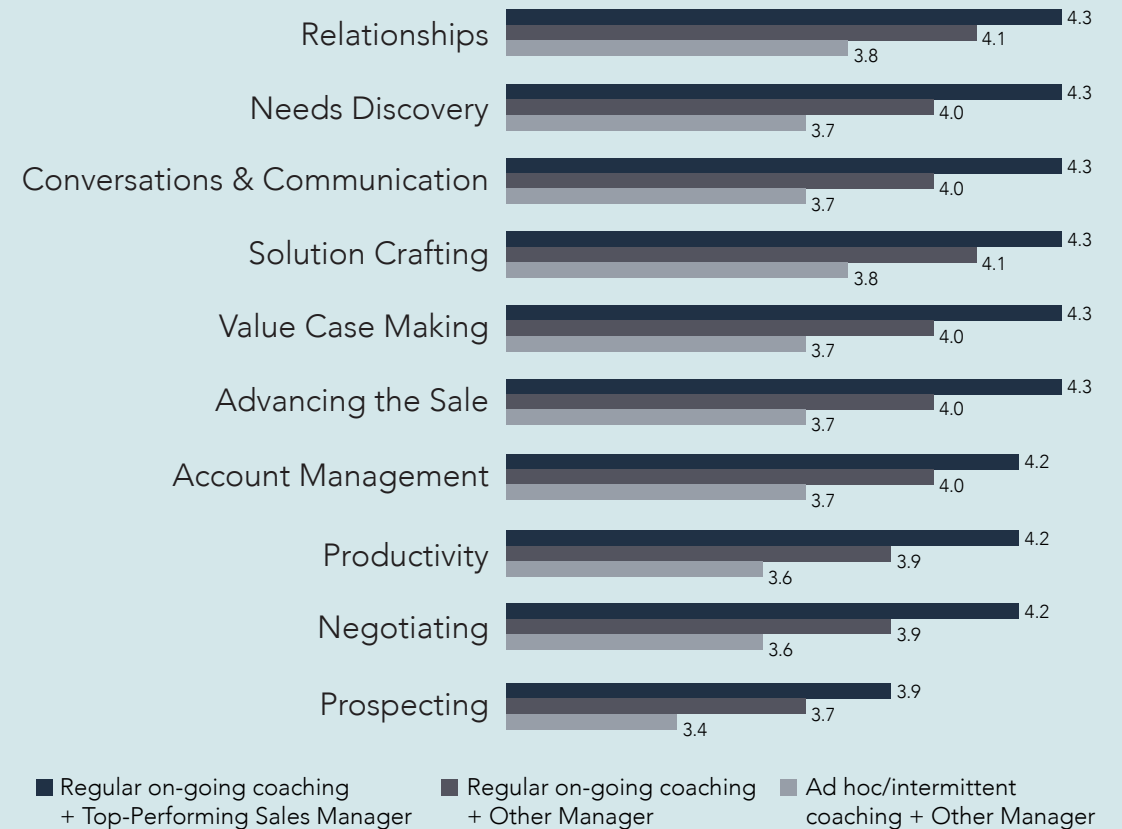 Relationships
4.3
4.1
3.8
Needs Discovery
4.3
4.0
3.7
Conversations & Communication
4.3
4.0
3.7
Solution Crafting
4.3
4.1
3.8
Value Case Making
4.3
4.0
3.7
Advancing the Sale
4.3
4.0
3.7
Account Management
4.2
4.0
3.7
Productivity
4.2
3.9
3.6
Negotiating
4.2
3.9
3.6
Prospecting
3.9
3.7
3.4
Regular on-going coaching
+ Top-Performing Sales Manager
Regular on-going coaching
+ Other Manager
Ad hoc/intermittent
coaching + Other Manager